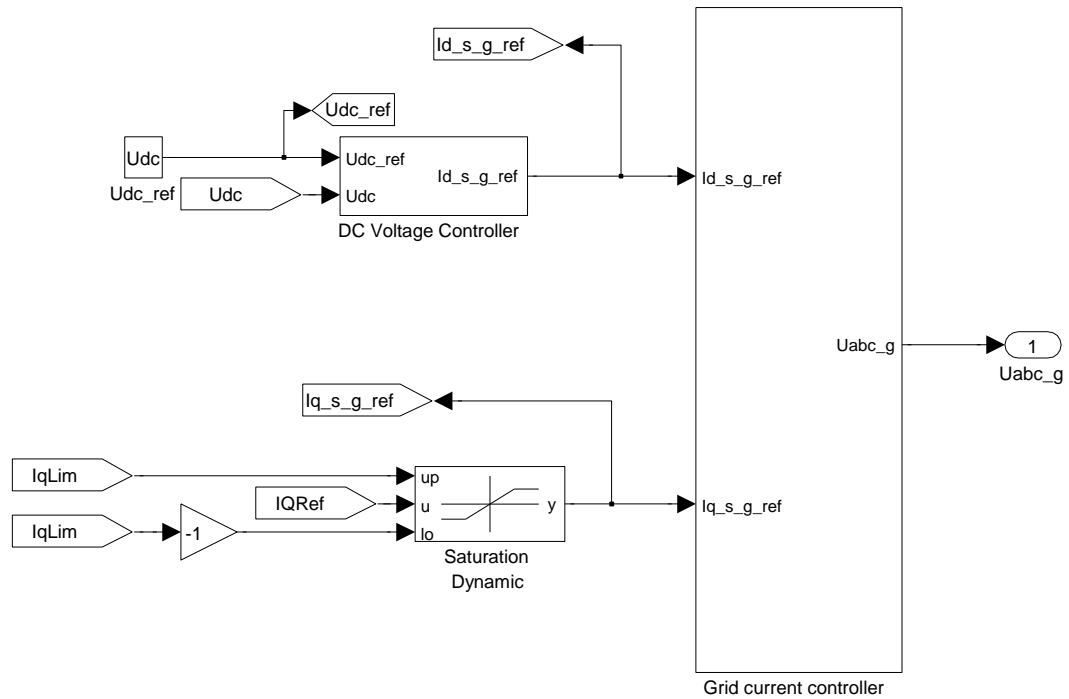 Id_s_g_ref
Udc_ref
Udc
Udc_ref
Udc_ref
Id_s_g_ref
Id_s_g_ref
Udc
Udc
DC Voltage Controller
Uabc_g
1
Uabc_g
Iq_s_g_ref
IqLim
up
IQRef
u
y
Iq_s_g_ref
IqLim
-1
lo
Saturation
Dynamic
Grid current controller